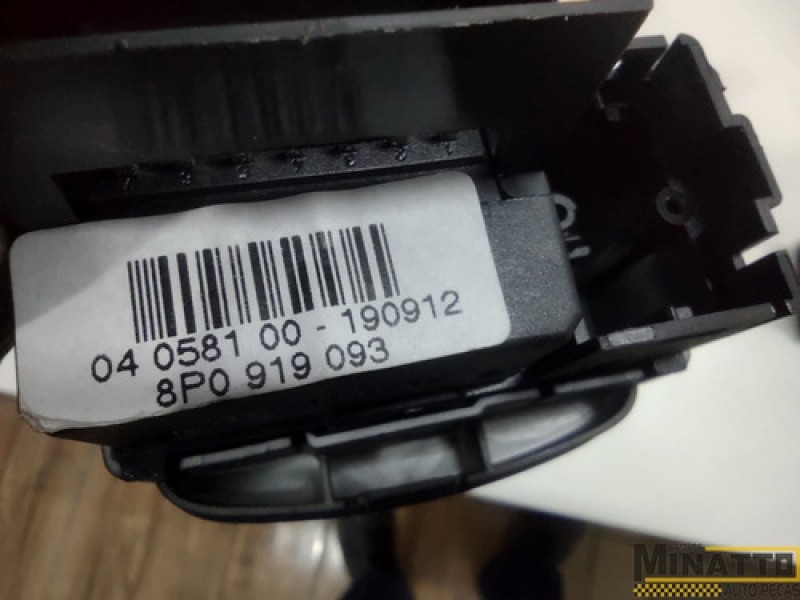 04 0581 00 - 190912
8P0 919 093
MINATTO
AUTO PEÇAS